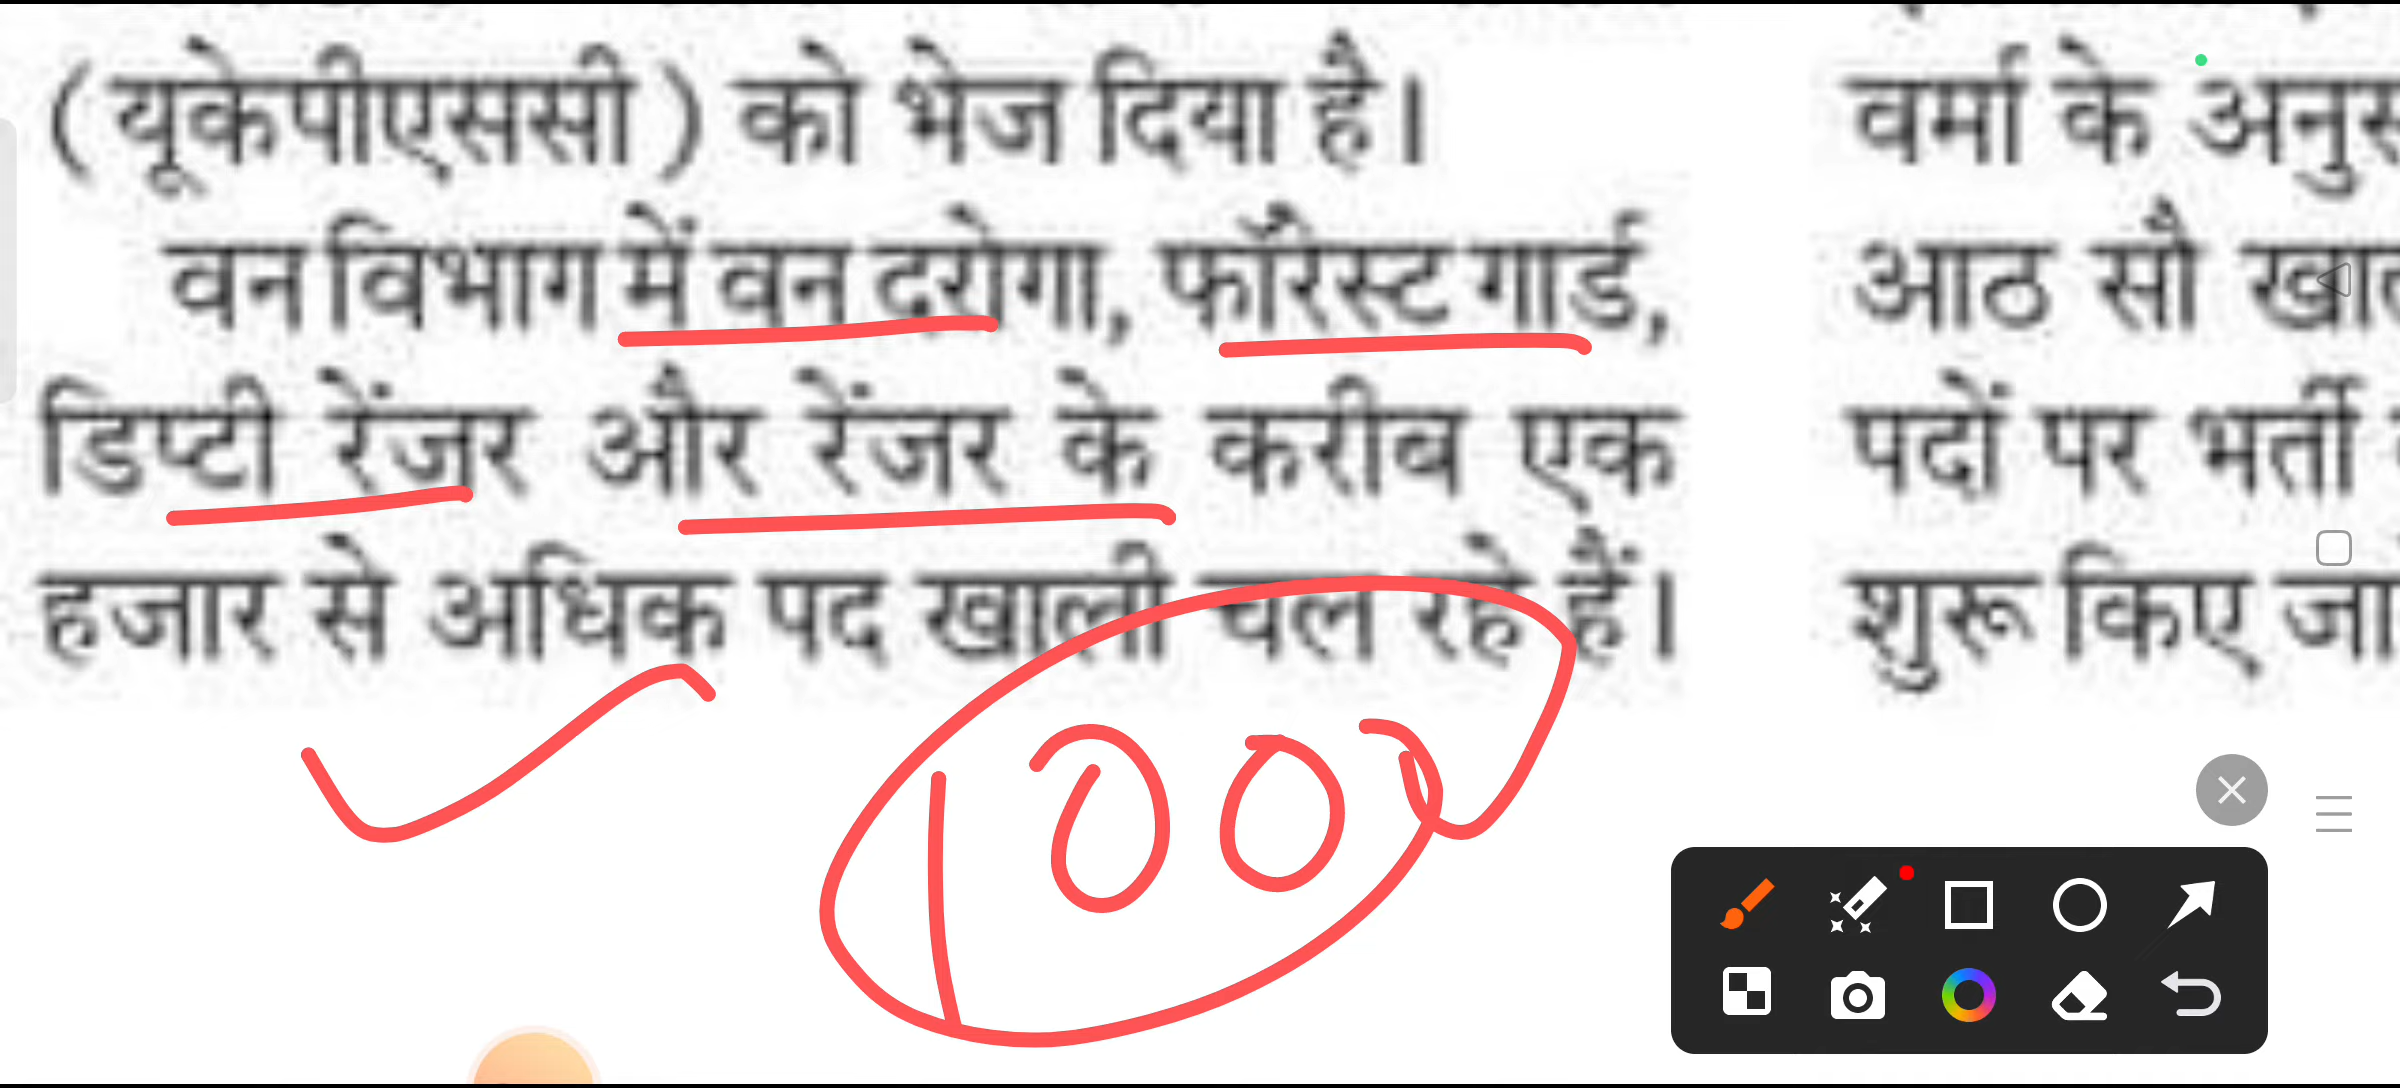 (यूकेपीएससी) को भेज दिया है।
वन विभाग में वन दरोगा, फॉरेस्ट गार्ड,
डिप्टी रेंजर और रेंजर के करीब एक
हजार से अधिक पद खाली चल रहे हैं।
1000
वर्मा के
आठ सौ
पदों पर भर्ती
शुरू किए